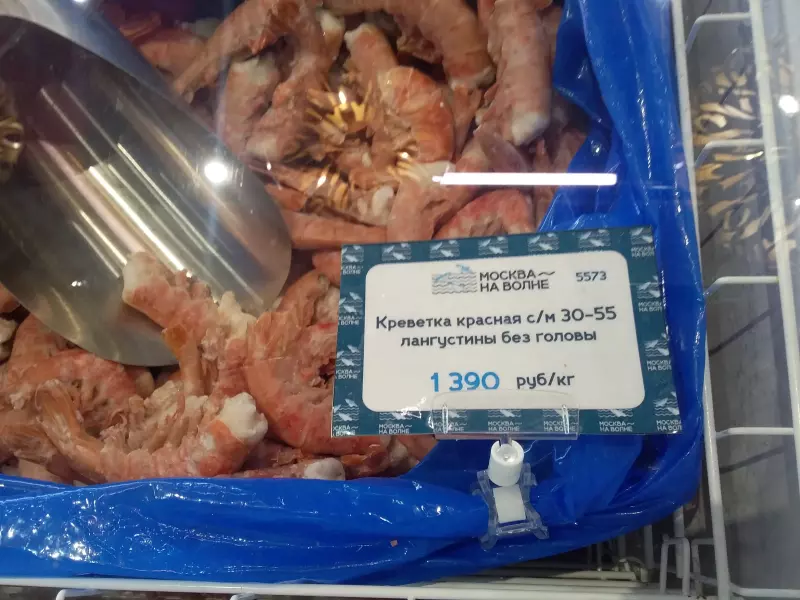 МОСКВА
НА ВОЛНЕ
5573
Креветка красная с/м 30-55
лангустины без головы
1 390 руб/кг